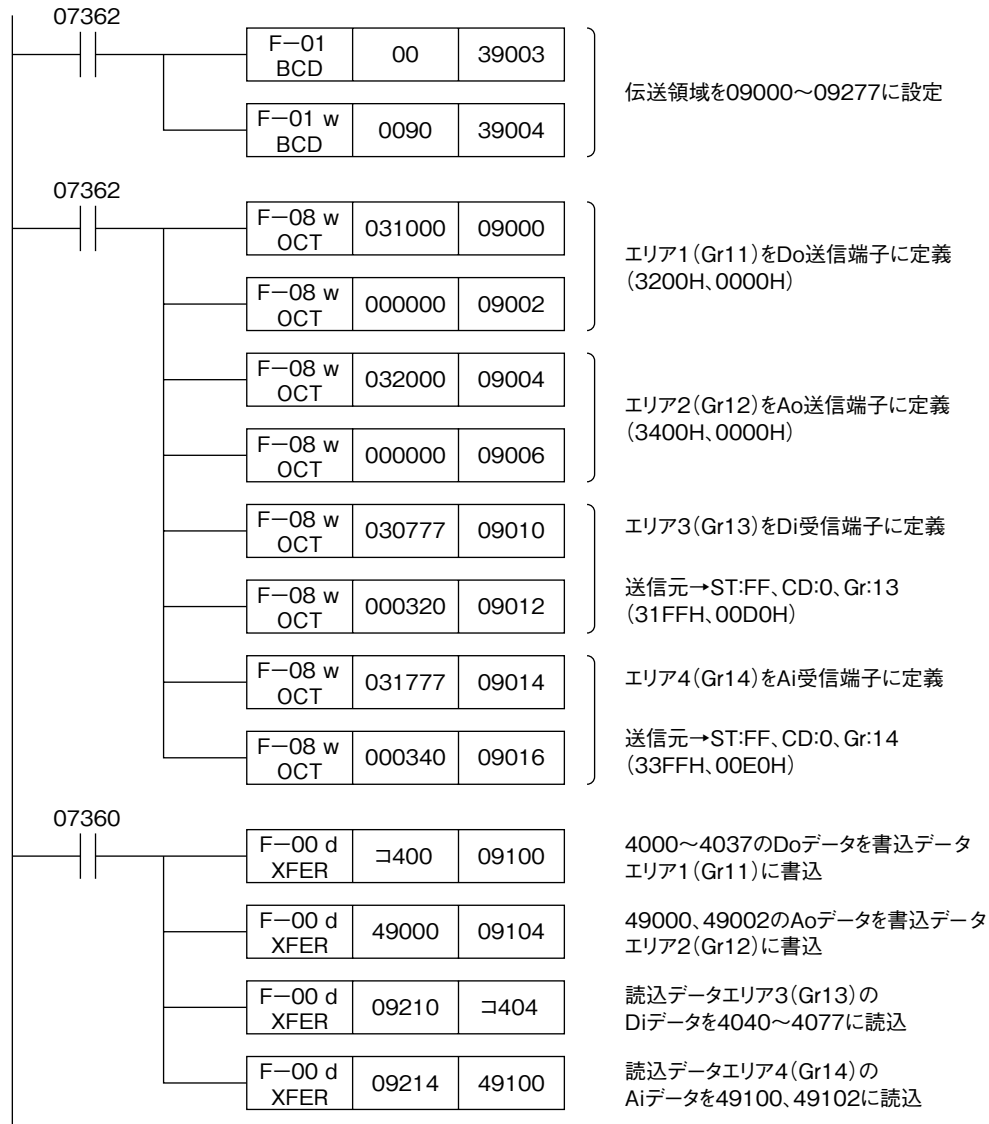 07362
F−01 BCD 00 39003
F−01 w BCD 0090 39004
伝送領域を09000～09277に設定
07362
F−08 w OCT 031000 09000
F−08 w OCT 000000 09002
エリア1（Gr11）をDo送信端子に定義
（3200H、0000H）
F−08 w OCT 032000 09004
F−08 w OCT 000000 09006
エリア2（Gr12）をAo送信端子に定義
（3400H、0000H）
F−08 w OCT 030777 09010
エリア3（Gr13）をDi受信端子に定義
F−08 w OCT 000320 09012
送信元→ST:FF、CD:0、Gr:13
（31FFH、00D0H）
F−08 w OCT 031777 09014
エリア4（Gr14）をAi受信端子に定義
F−08 w OCT 000340 09016
送信元→ST:FF、CD:0、Gr:14
（33FFH、00E0H）
07360
F−00 d XFER コ400 09100
4000～4037のDoデータを書込データ
エリア1（Gr11）に書込
F−00 d XFER 49000 09104
49000、49002のAoデータを書込データ
エリア2（Gr12）に書込
F−00 d XFER 09210 コ404
読込データエリア3（Gr13）の
Diデータを4040～4077に読込
F−00 d XFER 09214 49100
読込データエリア4（Gr14）の
Aiデータを49100、49102に読込